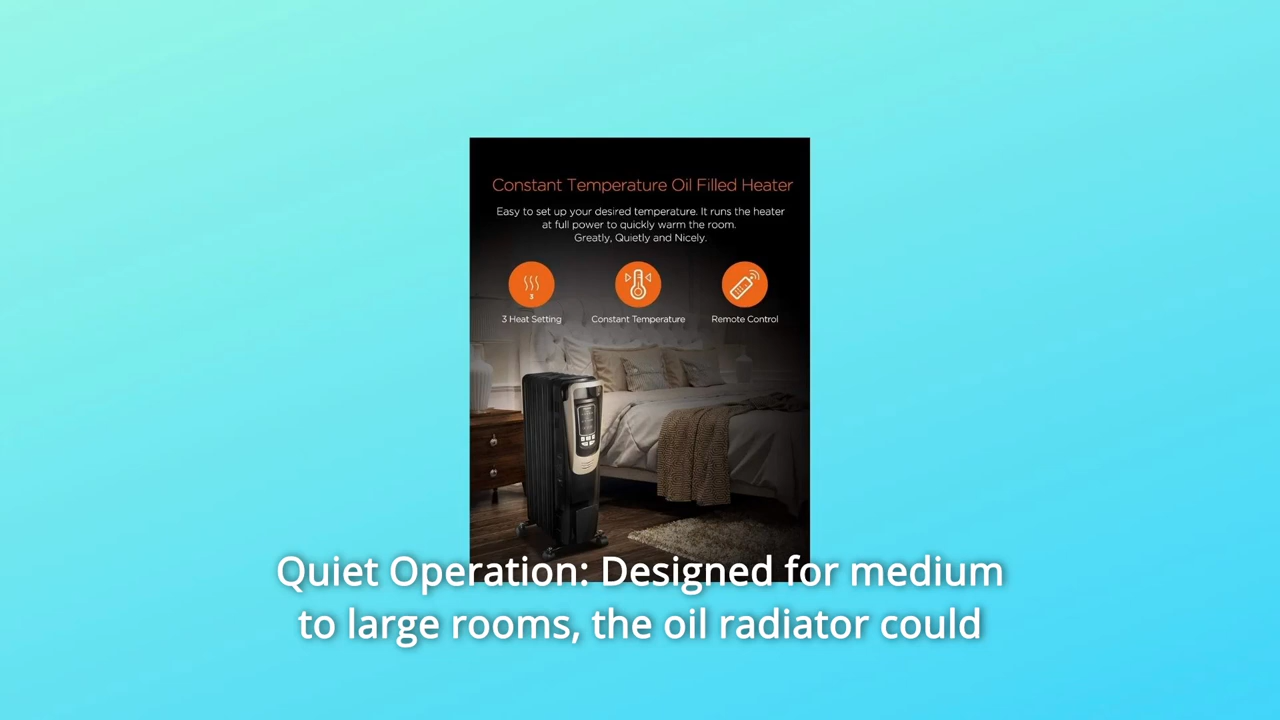 Constant Temperature Oil Filled Heater
Easy to set up your desired temperature. It runs the heater
at full power to quickly warm the room.
Greatly, Quietly and Nicely.
3
3 Heat Setting
Constant Temperature
Remote Control
Quiet Operation: Designed for medium
to large rooms, the oil radiator could